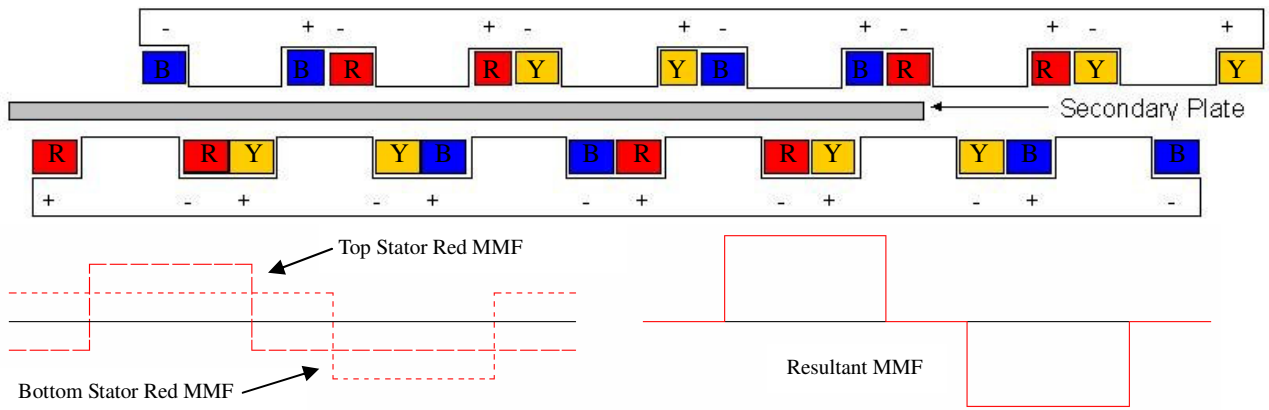 - + - + - + - + - + - +
B B R R Y Y B B R R Y Y
Secondary Plate
R R Y Y B B R R Y Y B B
+ - + - + - + - + - + -
Top Stator Red MMF
Resultant MMF
Bottom Stator Red MMF